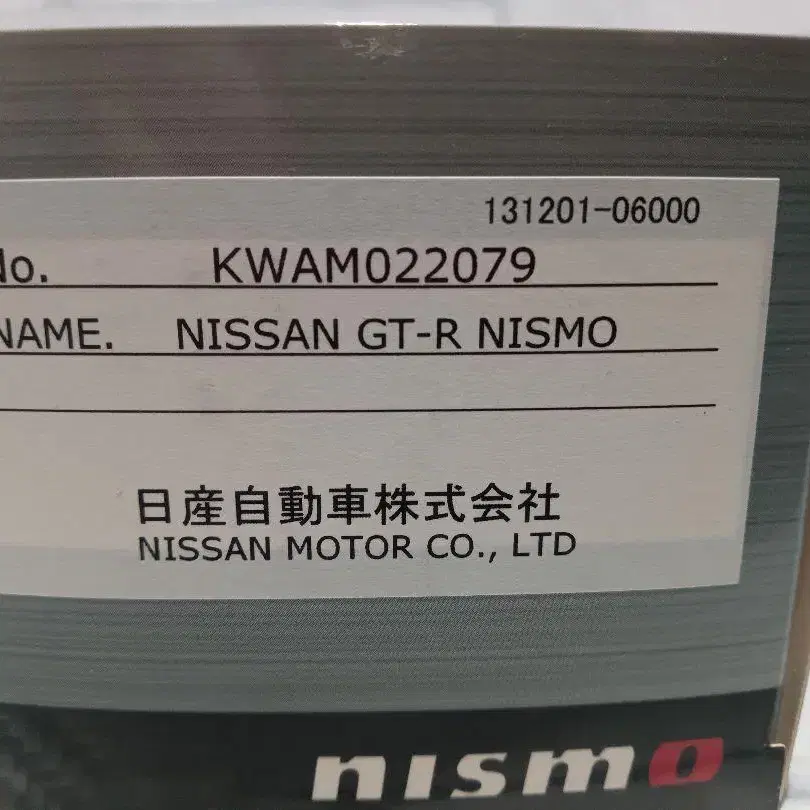 131201-06000
No. KWAM022079
NAME. NISSAN GT-R NISMO
日産自動車株式会社
NISSAN MOTOR CO., LTD
nismo